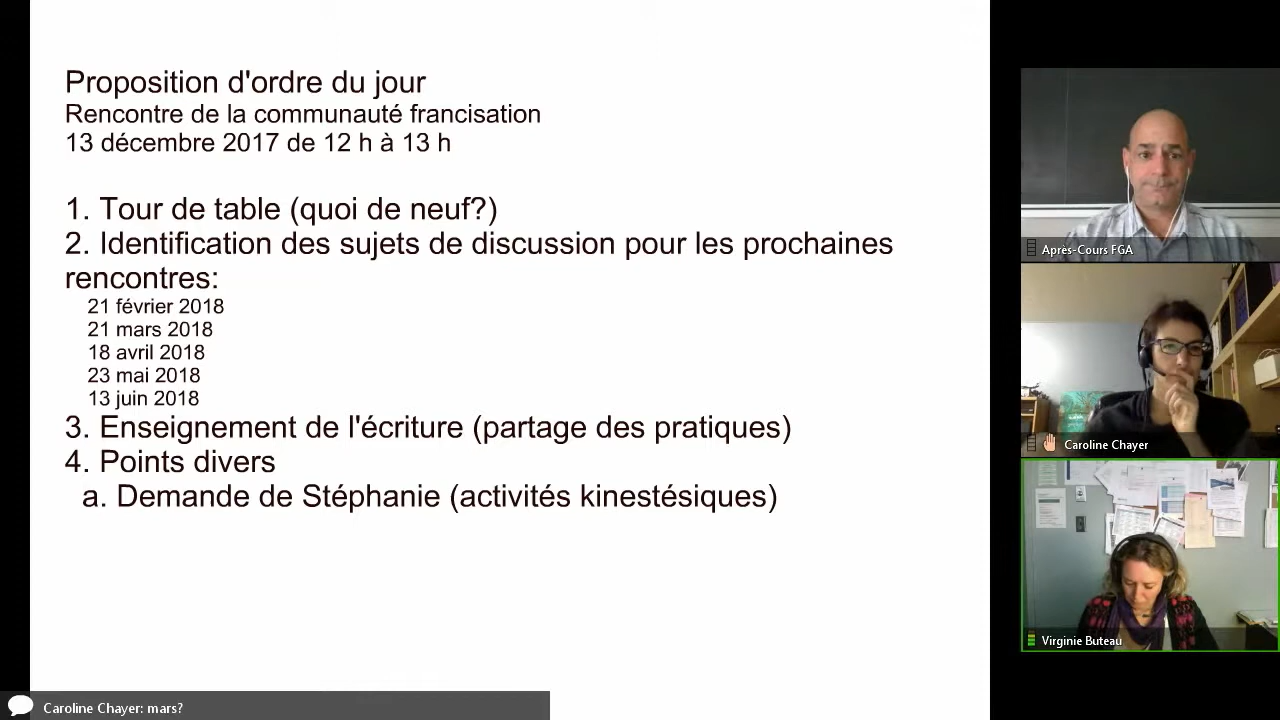 Proposition d'ordre du jour
Rencontre de la communauté francisation
13 décembre 2017 de 12 h à 13 h
1. Tour de table (quoi de neuf?)
2. Identification des sujets de discussion pour les prochaines
rencontres:
21 février 2018
21 mars 2018
18 avril 2018
23 mai 2018
13 juin 2018
3. Enseignement de l'écriture (partage des pratiques)
4. Points divers
a. Demande de Stéphanie (activités kinestésiques)
Après-Cours FGA
Caroline Chayer
Virginie Buteau
Caroline Chayer: mars?